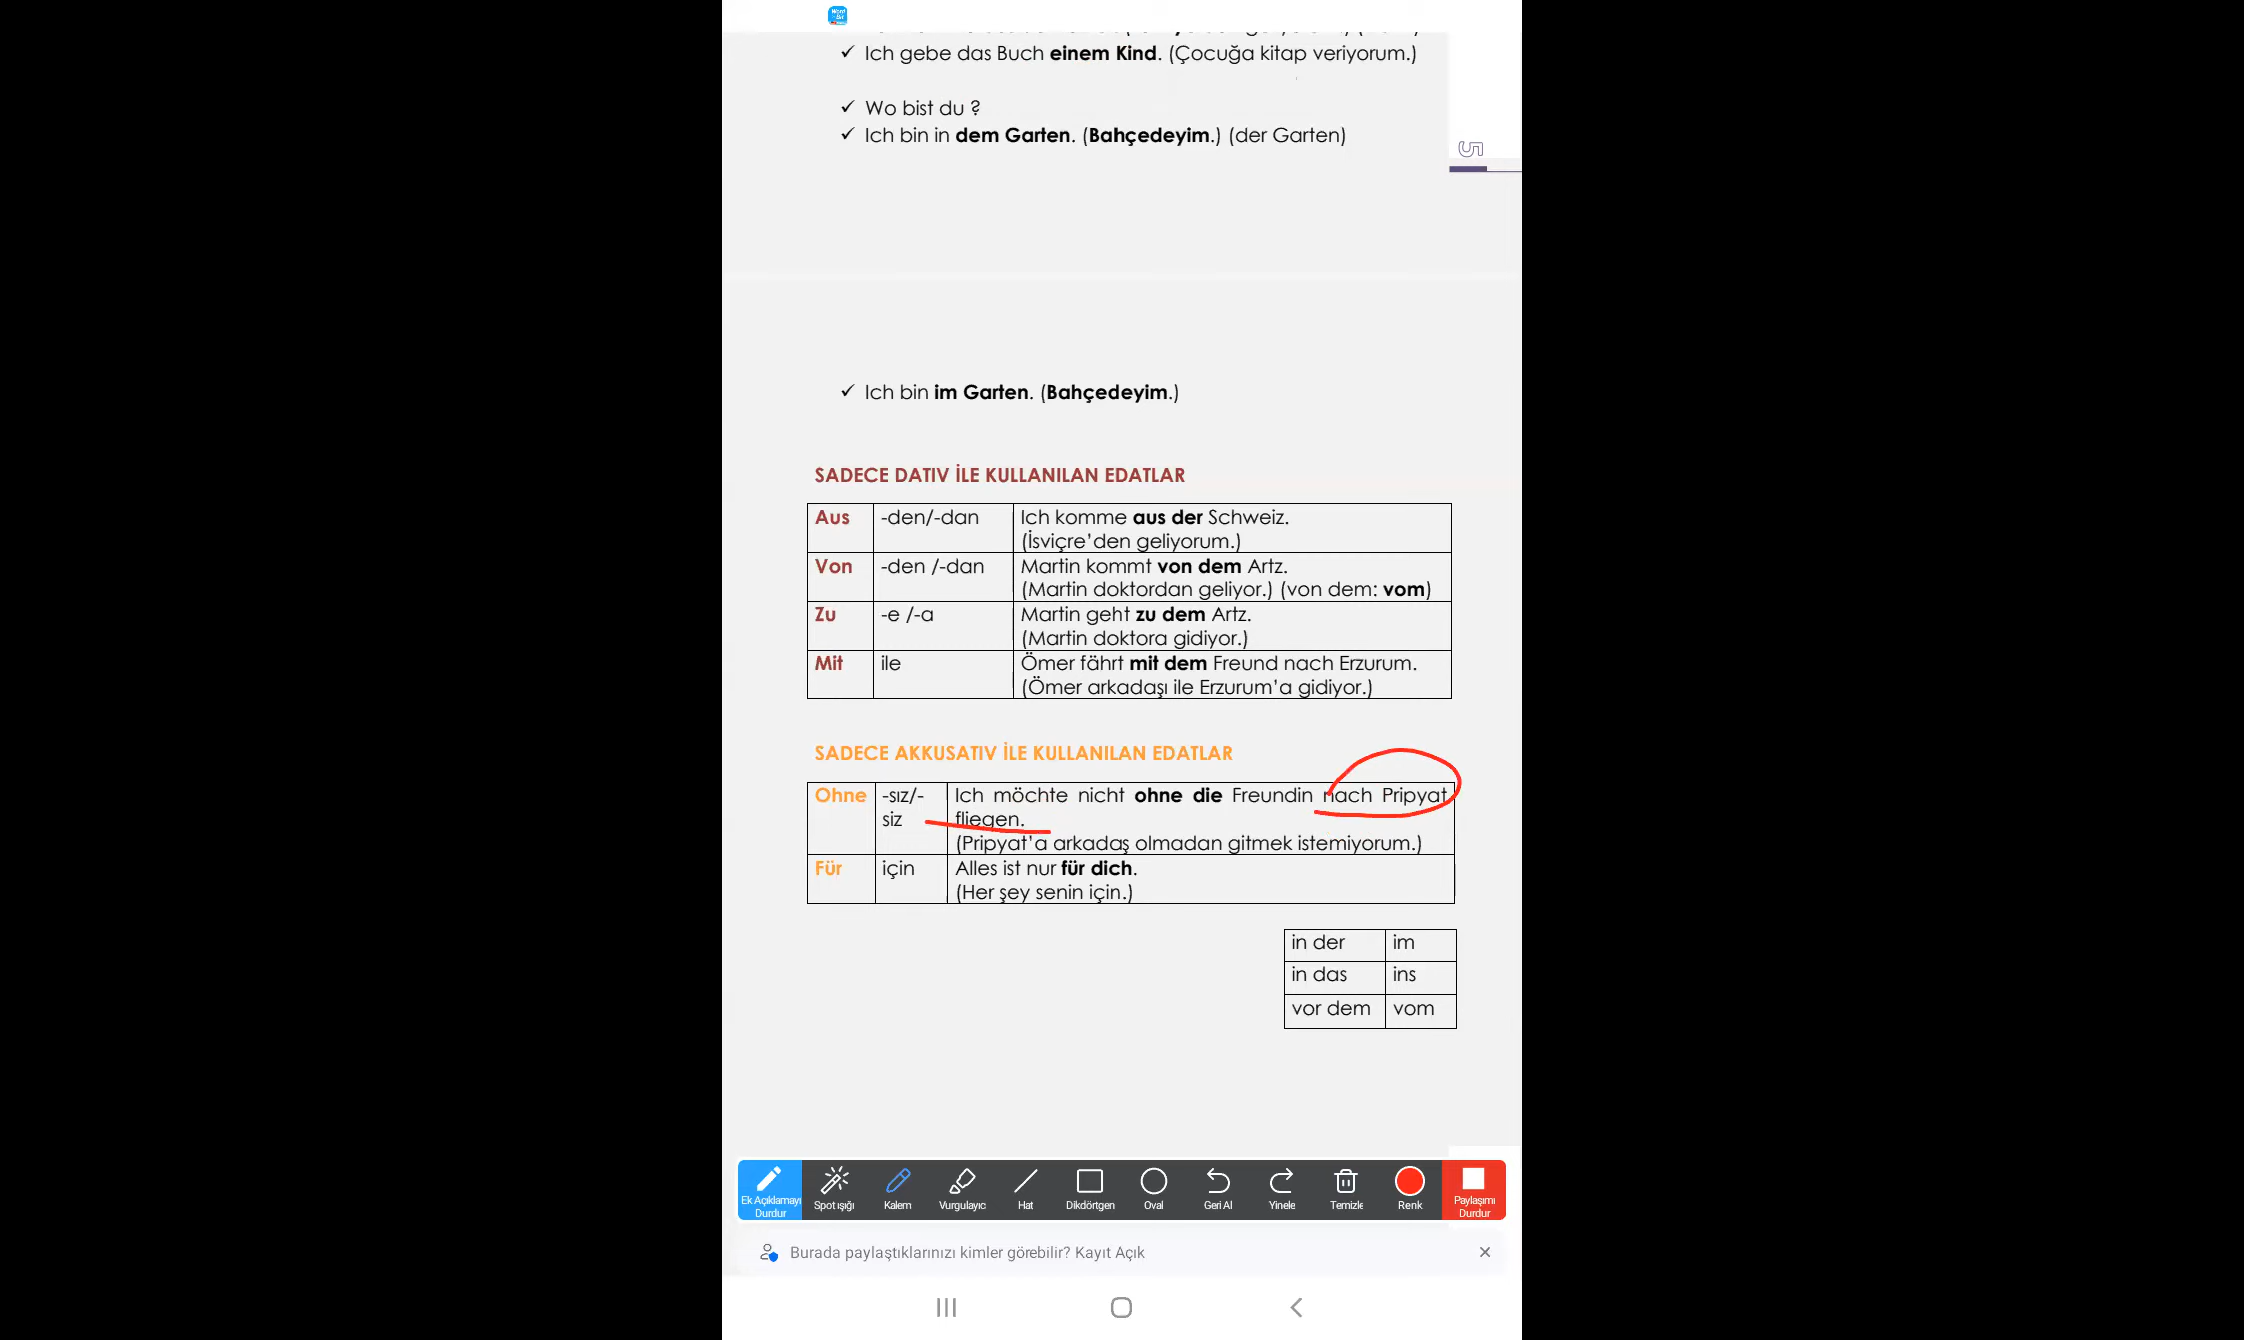 ✓ Ich gebe das Buch einem Kind. (Çocuğa kitap veriyorum.)
✓ Wo bist du ?
✓ Ich bin in dem Garten. (Bahçedeyim.) (der Garten)
5
✓ Ich bin im Garten. (Bahçedeyim.)
SADECE DATIV İLE KULLANILAN EDATLAR
Aus -den/-dan Ich komme aus der Schweiz.
(İsviçre’den geliyorum.)
Von -den /-dan Martin kommt von dem Artz.
(Martin doktordan geliyor.) (von dem: vom)
Zu -e /-a Martin geht zu dem Artz.
(Martin doktora gidiyor.)
Mit ile Ömer fährt mit dem Freund nach Erzurum.
(Ömer arkadaşı ile Erzurum’a gidiyor.)
SADECE AKKUSATIV İLE KULLANILAN EDATLAR
Ohne -sız/- Ich möchte nicht ohne die Freundin nach Pripyat
siz fliegen.
(Pripyat’a arkadaş olmadan gitmek istemiyorum.)
Für için Alles ist nur für dich.
(Her şey senin için.)
in der im
in das ins
vor dem vom
Ek Açıklamayı Durdur
Spot ışığı
Kalem
Vurgulayıc
Hat
Dikdörtgen
Oval
Geri Al
Yinele
Temizle
Renk
Paylaşımı Durdur
Burada paylaştıklarınızı kimler görebilir? Kayıt Açık